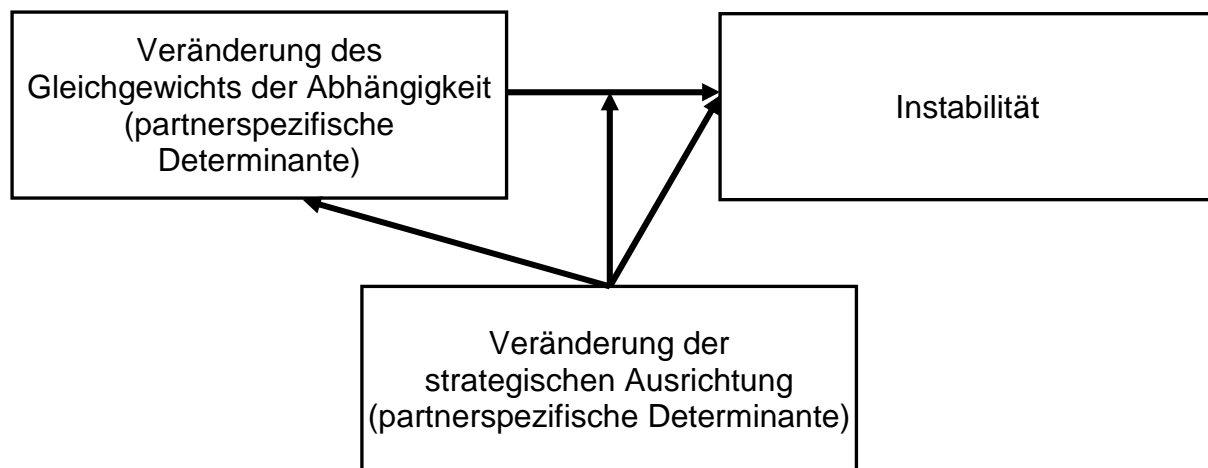 Veränderung des
Gleichgewichts der Abhängigkeit
(partnerspezifische
Determinante)
Instabilität
Veränderung der
strategischen Ausrichtung
(partnerspezifische Determinante)